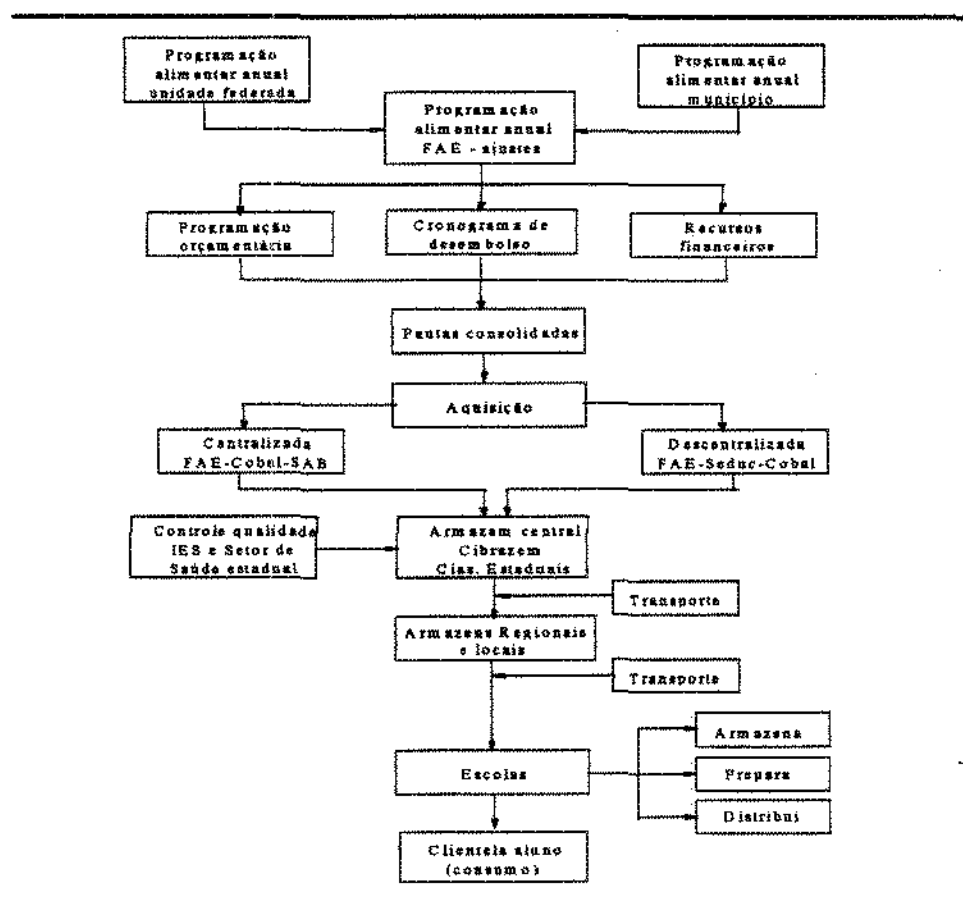 Programação
alimentar anual
unidade federada
Programação
alimentar anual
município
Programação
alimentar anual
FAE - ajustes
Programação
orçamentária
Cronograma de
desembolso
Recursos
financeiros
Pautas consolidadas
Aquisição
Centralizada
FAE-Cobal-SAB
Descentralizada
FAE-Seduc-Cobal
Controle qualidade
IES e Setor de
Saúde estadual
Armazem central
Cibrazem
Cias. Estaduais
Transporte
Armazens Regionais
e locais
Transporte
Armazena
Escolas
Prepara
Distribui
Clientela aluno
(consumo)